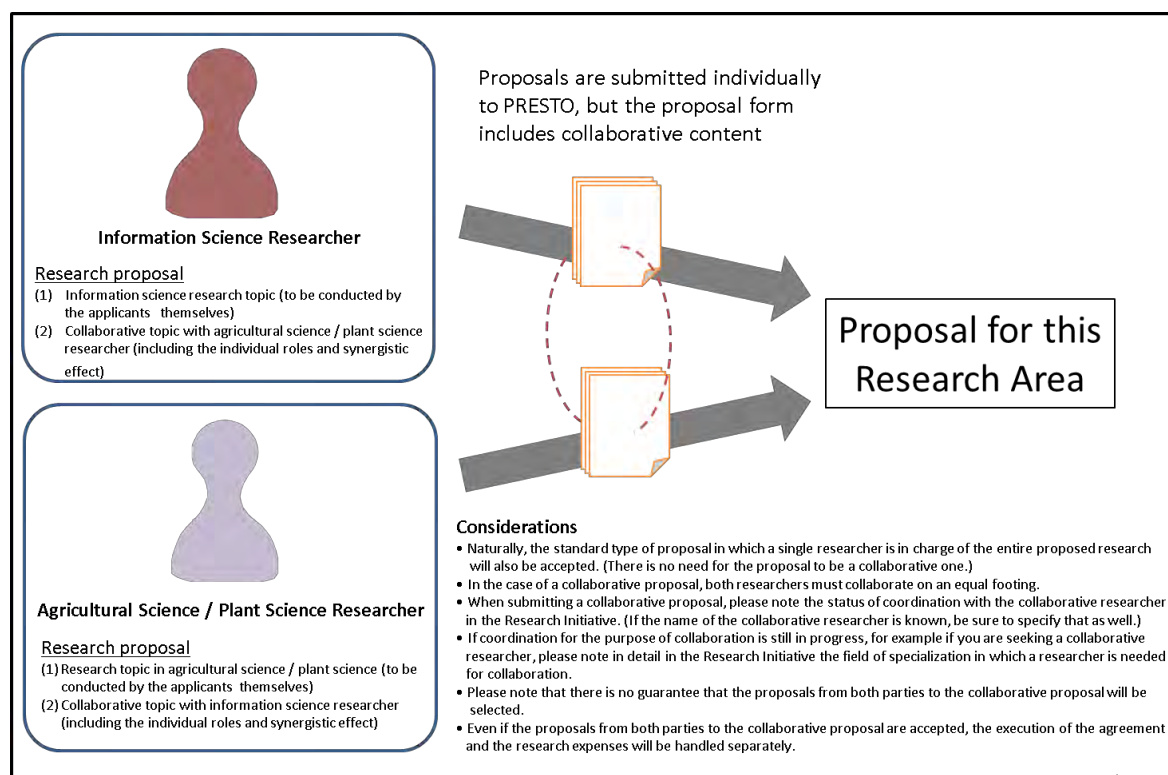 Information Science Researcher
Research proposal
(1) Information science research topic (to be conducted by
the applicants themselves)
(2) Collaborative topic with agricultural science / plant science
researcher (including the individual roles and synergistic
effect)
Agricultural Science / Plant Science Researcher
Research proposal
(1) Research topic in agricultural science / plant science (to be
conducted by the applicants themselves)
(2) Collaborative topic with information science researcher
(including the individual roles and synergistic effect)
Proposals are submitted individually
to PRESTO, but the proposal form
includes collaborative content
Proposal for this
Research Area
Considerations
• Naturally, the standard type of proposal in which a single researcher is in charge of the entire proposed research
will also be accepted. (There is no need for the proposal to be a collaborative one.)
• In the case of a collaborative proposal, both researchers must collaborate on an equal footing.
• When submitting a collaborative proposal, please note the status of coordination with the collaborative researcher
in the Research Initiative. (If the name of the collaborative researcher is known, be sure to specify that as well.)
• If coordination for the purpose of collaboration is still in progress, for example if you are seeking a collaborative
researcher, please note in detail in the Research Initiative the field of specialization in which a researcher is needed
for collaboration.
• Please note that there is no guarantee that the proposals from both parties to the collaborative proposal will be
selected.
• Even if the proposals from both parties to the collaborative proposal are accepted, the execution of the agreement
and the research expenses will be handled separately.